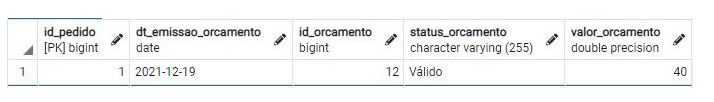 id_pedido dt_emissao_orcamento id_orcamento status_orcamento valor_orcamento
[PK] bigint date bigint character varying (255) double precision
1 1 2021-12-19 12 Válido 40